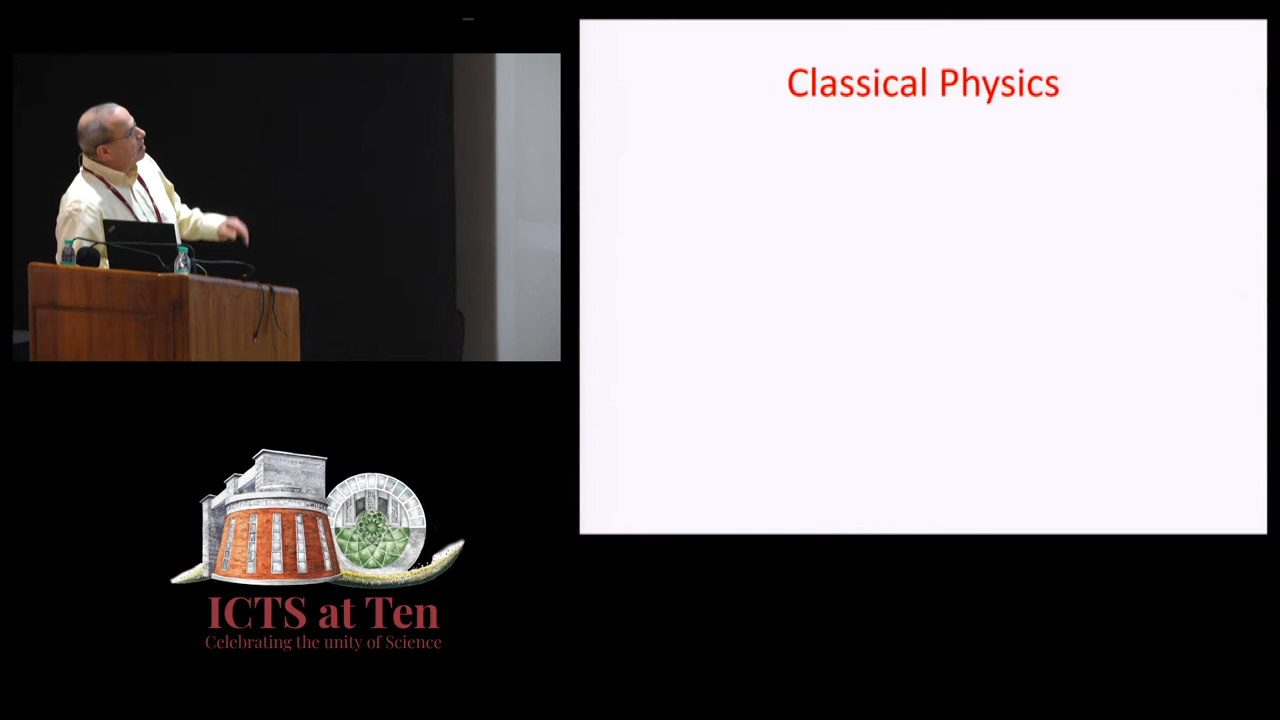 Classical Physics
ICTS at Ten
Celebrating the unity of Science